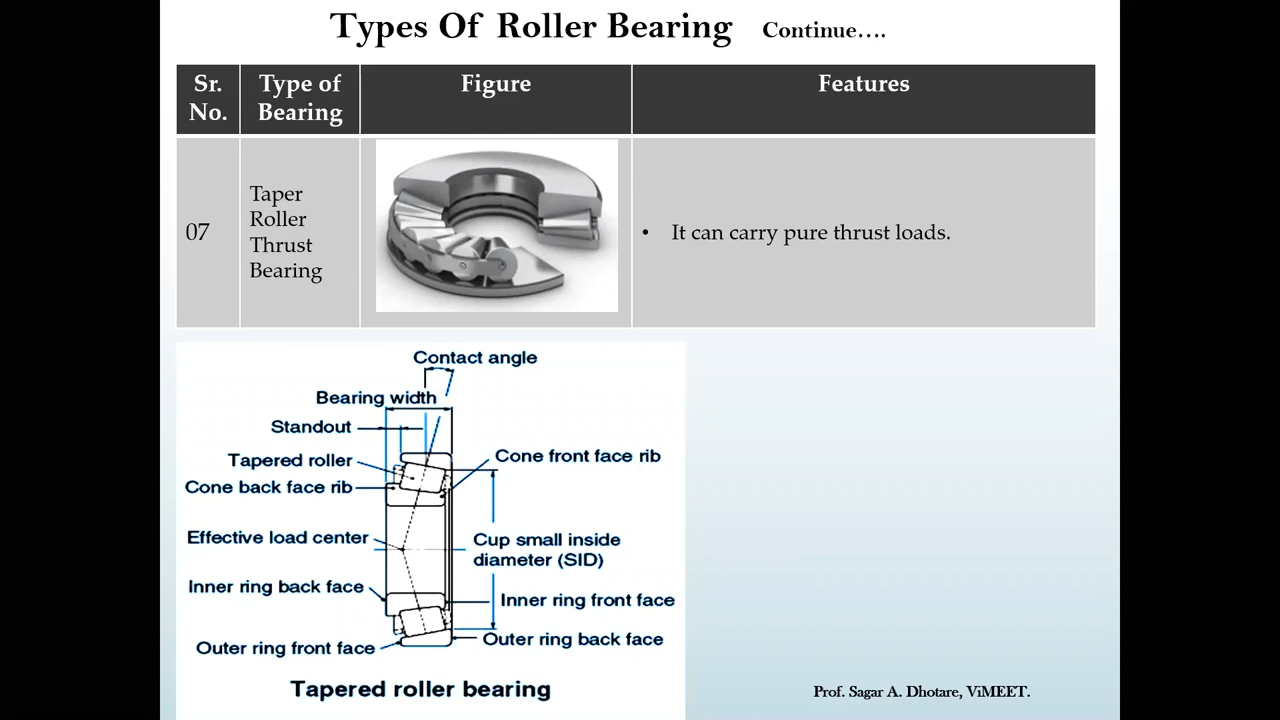 Types Of Roller Bearing Continue....
Sr. No.
Type of Bearing
Figure
Features
07
Taper
Roller
Thrust
Bearing
• It can carry pure thrust loads.
Contact angle
Bearing width
Standout
Tapered roller
Cone front face rib
Cone back face rib
Effective load center
Cup small inside
diameter (SID)
Inner ring back face
Inner ring front face
Outer ring back face
Outer ring front face
Tapered roller bearing
Prof. Sagar A. Dhotare, ViMEET.